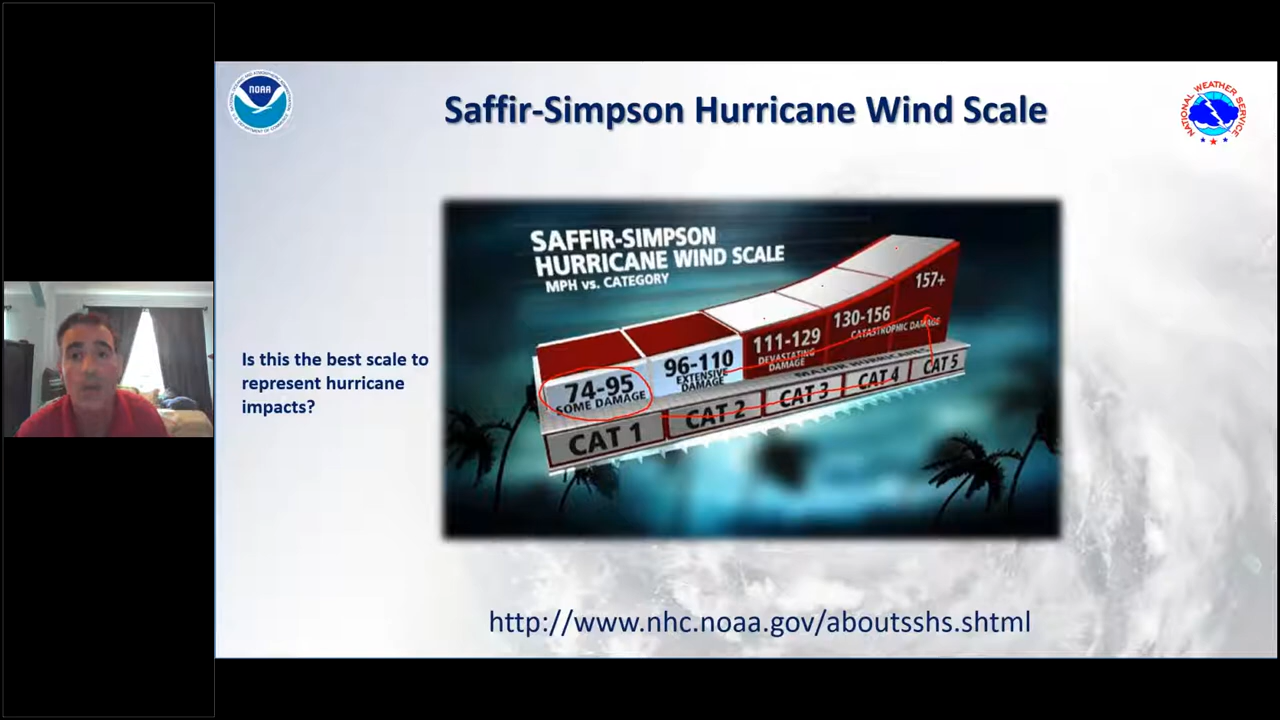 NOAA
Saffir-Simpson Hurricane Wind Scale
NATIONAL WEATHER SERVICE
SAFFIR-SIMPSON
HURRICANE WIND SCALE
MPH vs. CATEGORY
157+
130-156
CATASTROPHIC DAMAGE
111-129
DEVASTATING
DAMAGE
96-110
EXTENSIVE
DAMAGE
74-95
SOME DAMAGE
MAJOR HURRICANES
CAT 1 CAT 2 CAT 3 CAT 4 CAT 5
Is this the best scale to
represent hurricane
impacts?
http://www.nhc.noaa.gov/aboutsshs.shtml